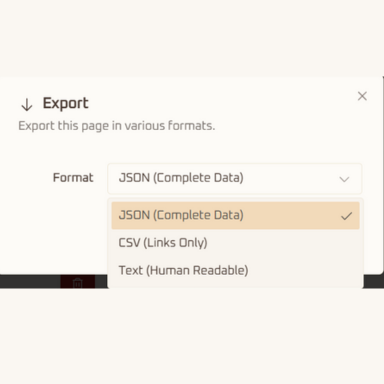 Export
Export this page in various formats.
Format
JSON (Complete Data)
JSON (Complete Data)
CSV (Links Only)
Text (Human Readable)